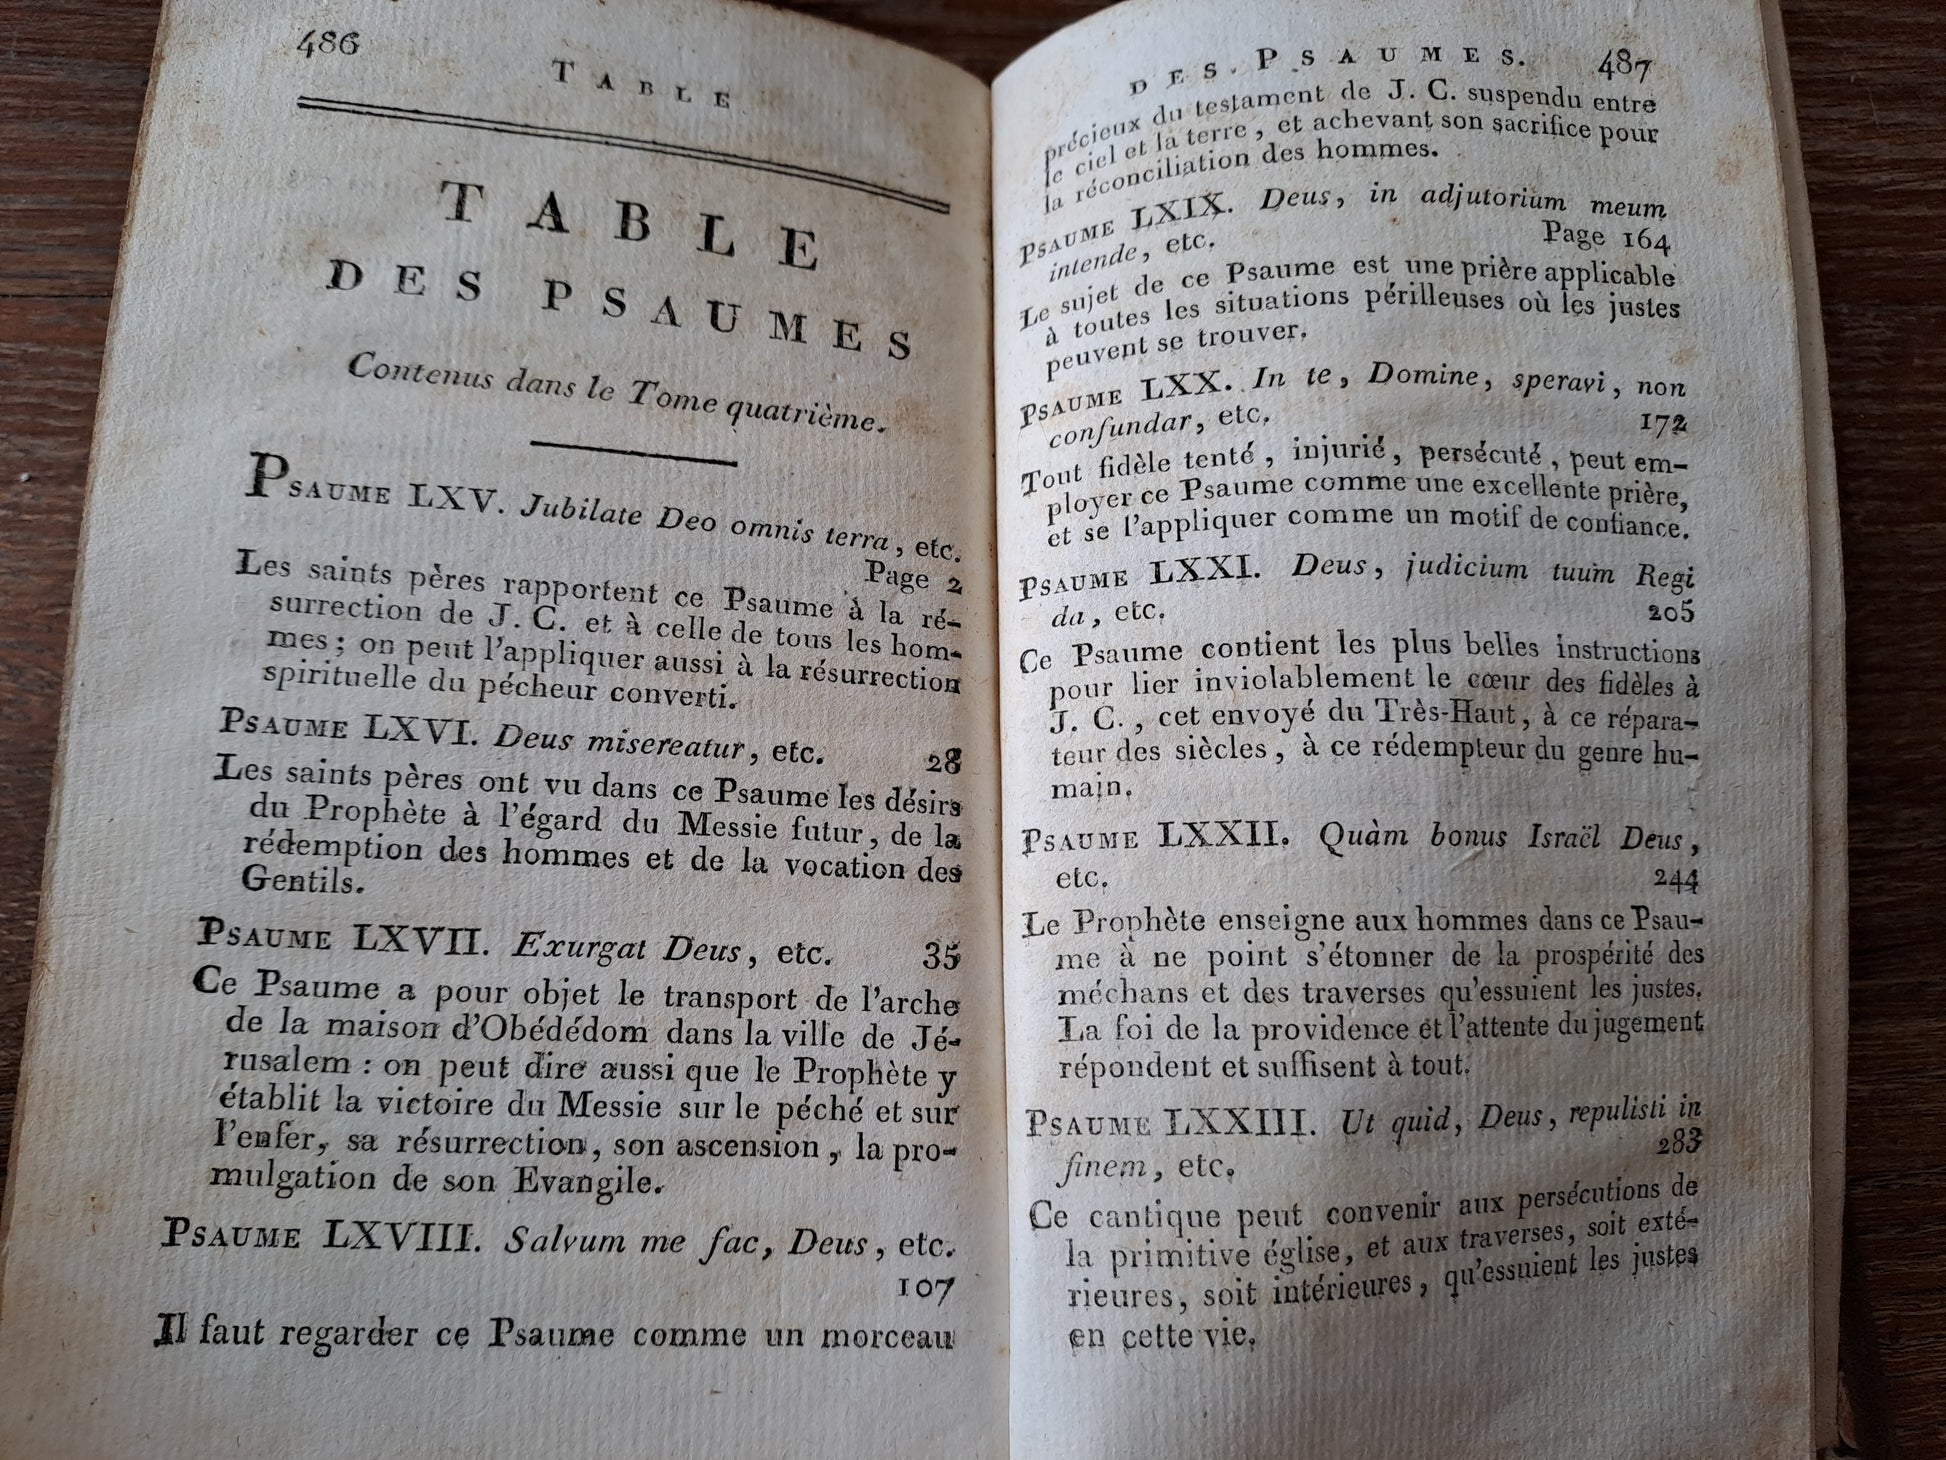 486
TABLE
TABLE
DES PSAUMES
Contenus dans le Tome quatrième.
PSAUME LXV. Jubilate Deo omnis terra, etc.
Page 2
Les saints pères rapportent ce Psaume à la ré-
surrection de J. C. et à celle de tous les hom-
mes ; on peut l'appliquer aussi à la résurrection
spirituelle du pécheur converti.
PSAUME LXVI. Deus misereatur, etc. 28
Les saints pères ont vu dans ce Psaume les désirs
du Prophète à l'égard du Messie futur, de la
rédemption des hommes et de la vocation des
Gentils.
PSAUME LXVII. Exurgat Deus, etc. 35
Ce Psaume a pour objet le transport de l'arche
de la maison d'Obédédom dans la ville de Jé-
rusalem : on peut dire aussi que le Prophète y
établit la victoire du Messie sur le péché et sur
l'enfer, sa résurrection, son ascension, la pro-
mulgation de son Evangile.
PSAUME LXVIII. Salvum me fac, Deus, etc.
107
Il faut regarder ce Psaume comme un morceau
DES PSAUMES. 487
précieux du testament de J. C. suspendu entre
le ciel et la terre, et achevant son sacrifice pour
la réconciliation des hommes.
PSAUME LXIX. Deus, in adjutorium meum
intende, etc. Page 164
Le sujet de ce Psaume est une prière applicable
à toutes les situations périlleuses où les justes
peuvent se trouver.
PSAUME LXX. In te, Domine, speravi, non
confundar, etc. 172
Tout fidèle tenté, injurié, persécuté, peut em-
ployer ce Psaume comme une excellente prière,
et se l'appliquer comme un motif de confiance.
PSAUME LXXI. Deus, judicium tuum Regi
da, etc. 205
Ce Psaume contient les plus belles instructions
pour lier inviolablement le cœur des fidèles à
J. C., cet envoyé du Très-Haut, à ce répara-
teur des siècles, à ce rédempteur du genre hu-
main.
PSAUME LXXII. Quàm bonus Israël Deus,
etc. 244
Le Prophète enseigne aux hommes dans ce Psau-
me à ne point s'étonner de la prospérité des
méchans et des traverses qu'essuient les justes.
La foi de la providence et l'attente du jugement
répondent et suffisent à tout.
PSAUME LXXIII. Ut quid, Deus, repulisti in
finem, etc. 283
Ce cantique peut convenir aux persécutions de
la primitive église, et aux traverses, soit exté-
rieures, soit intérieures, qu'essuient les justes
en cette vie.